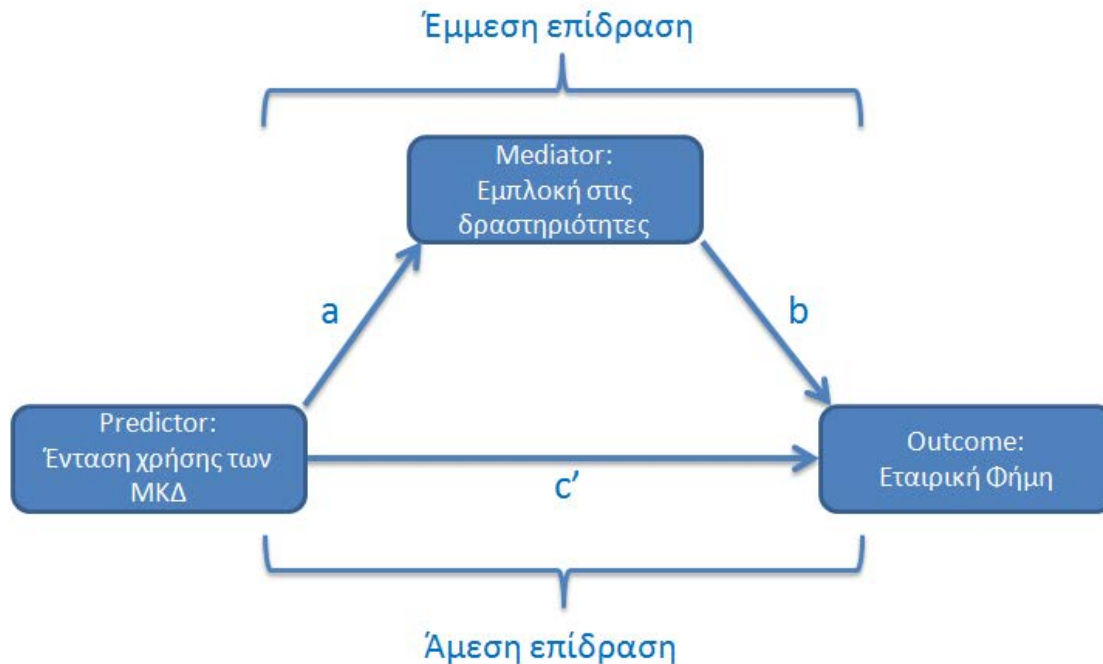 Έμμεση επίδραση
Mediator:
Εμπλοκή στις
δραστηριότητες
a
b
Predictor:
Ένταση χρήσης των
ΜΚΔ
c’
Outcome:
Εταιρική Φήμη
Άμεση επίδραση